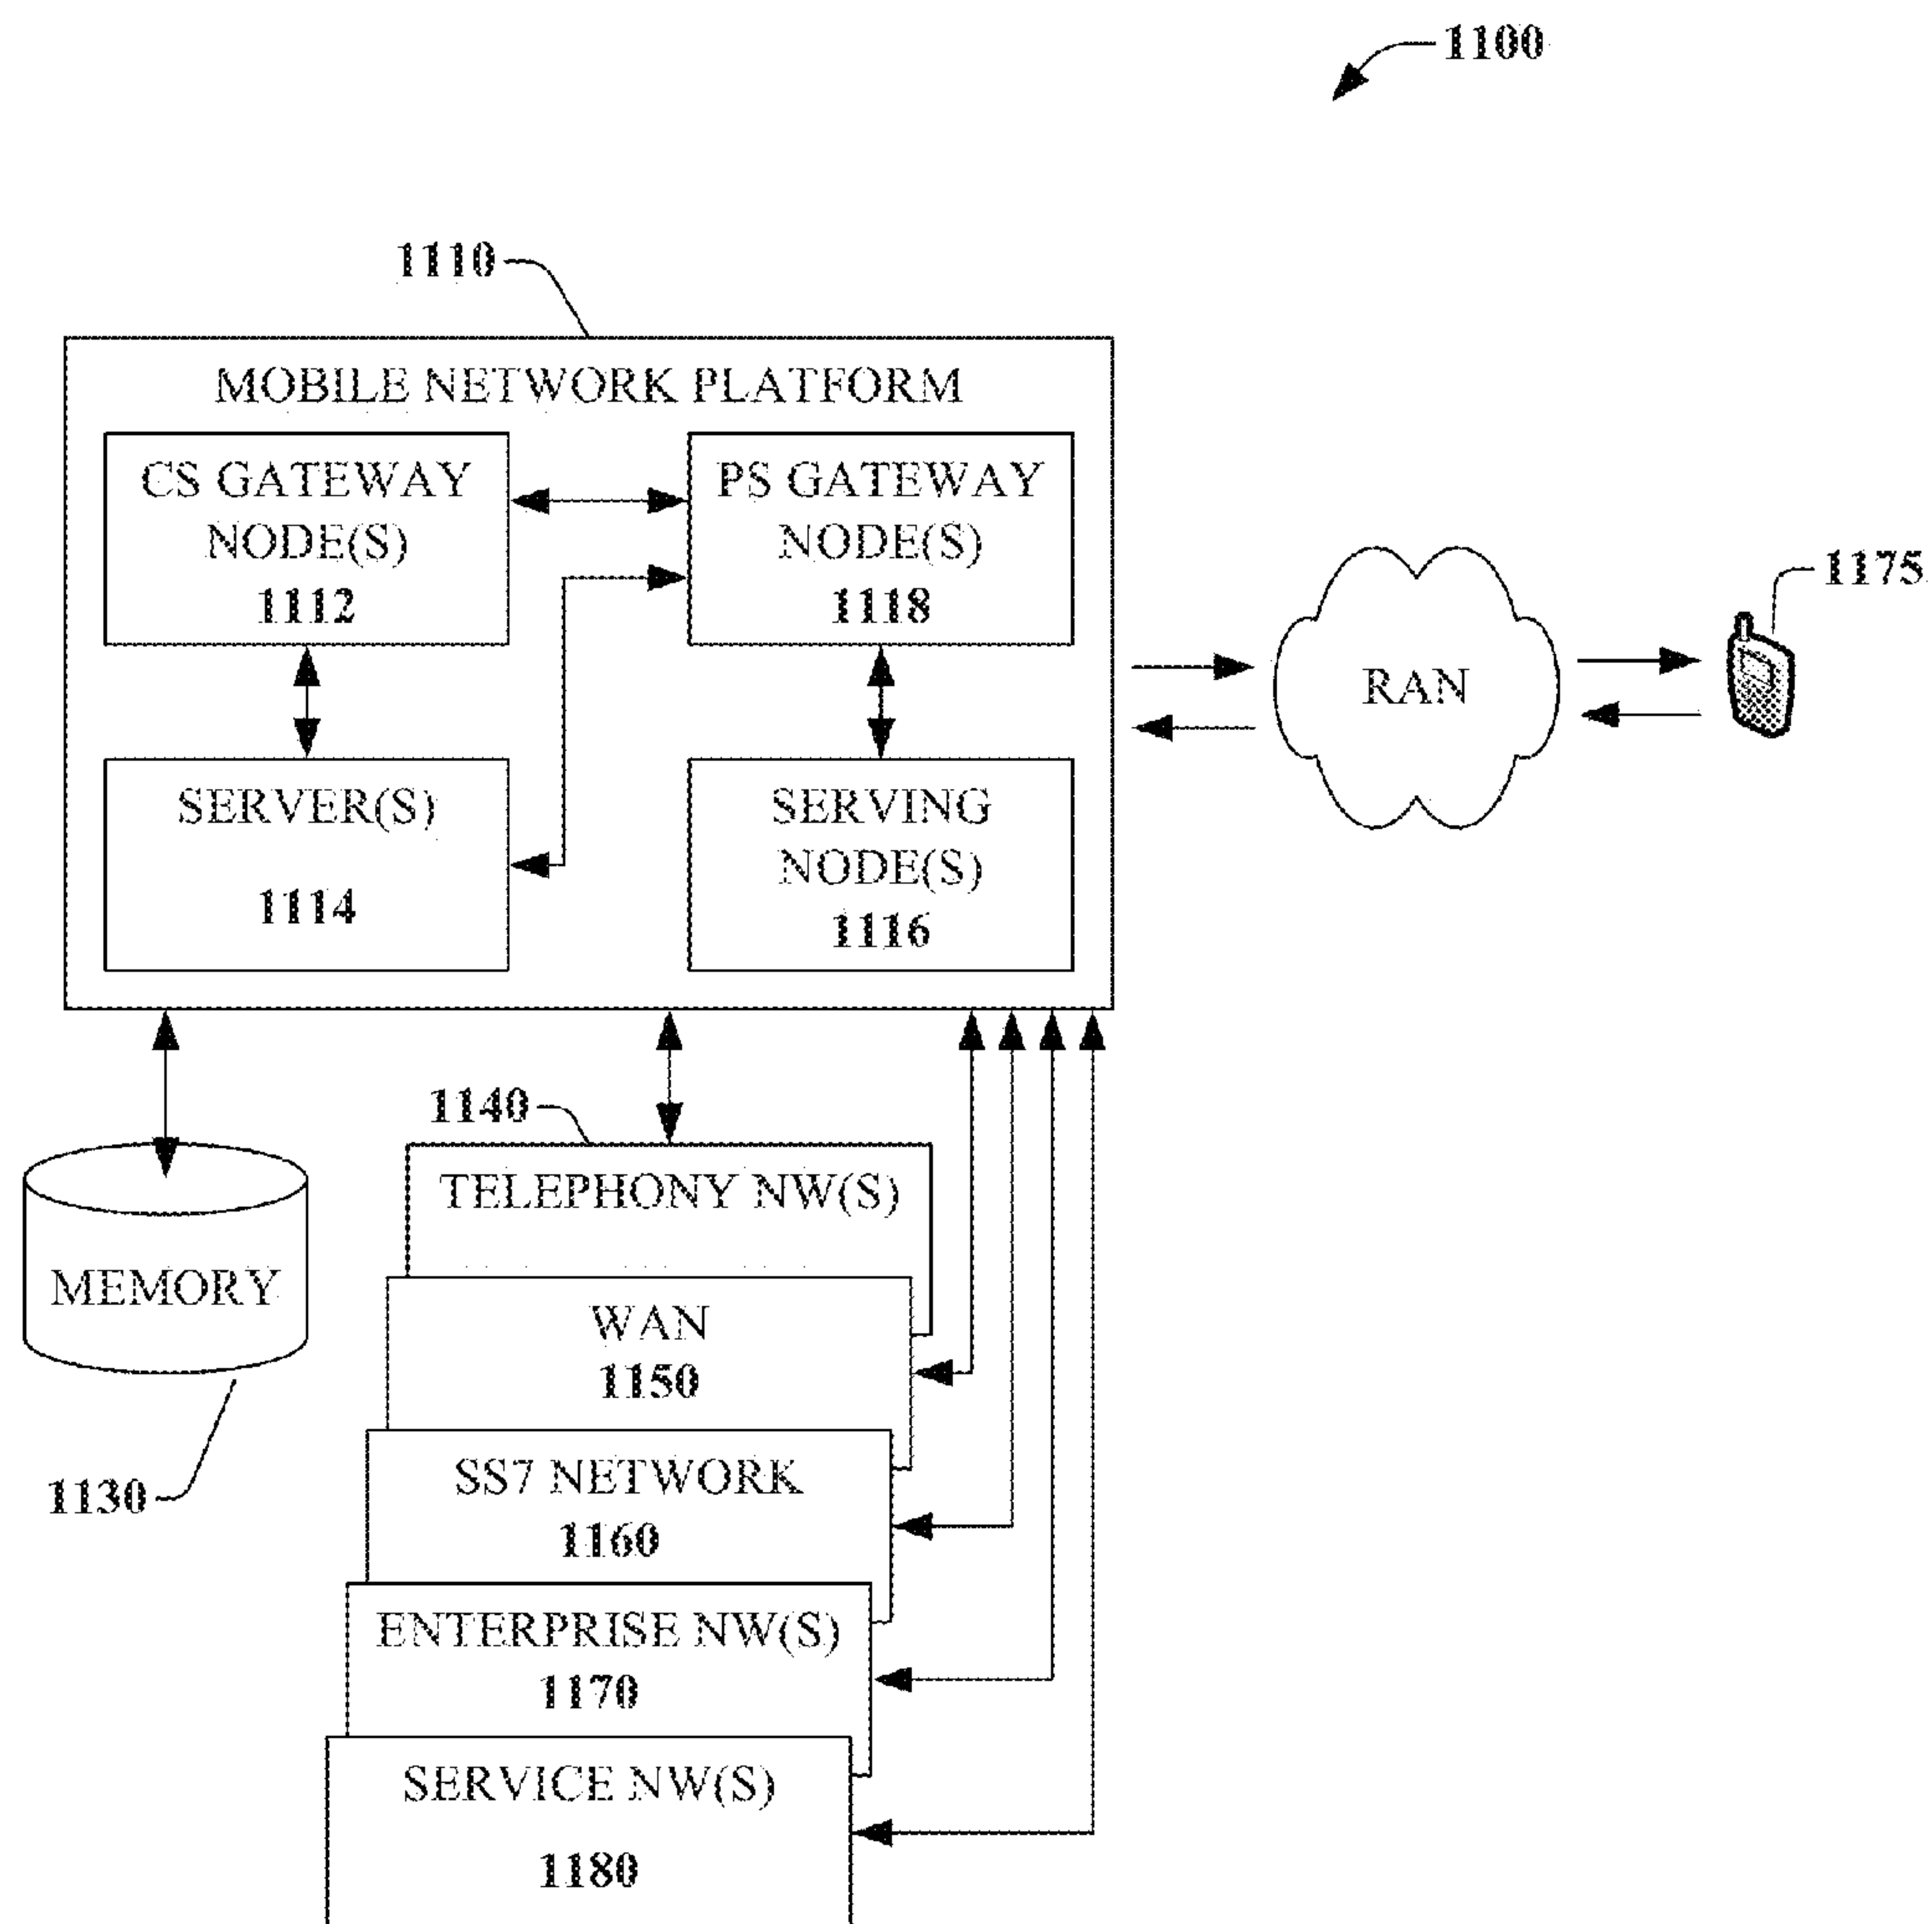 1100
1110
MOBILE NETWORK PLATFORM
CS GATEWAY
NODE(S)
1112
PS GATEWAY
NODE(S)
1118
SERVER(S)
1114
SERVING
NODE(S)
1116
RAN
1175
1140
TELEPHONY NW(S)
MEMORY
1130
WAN
1150
SS7 NETWORK
1160
ENTERPRISE NW(S)
1170
SERVICE NW(S)
1180